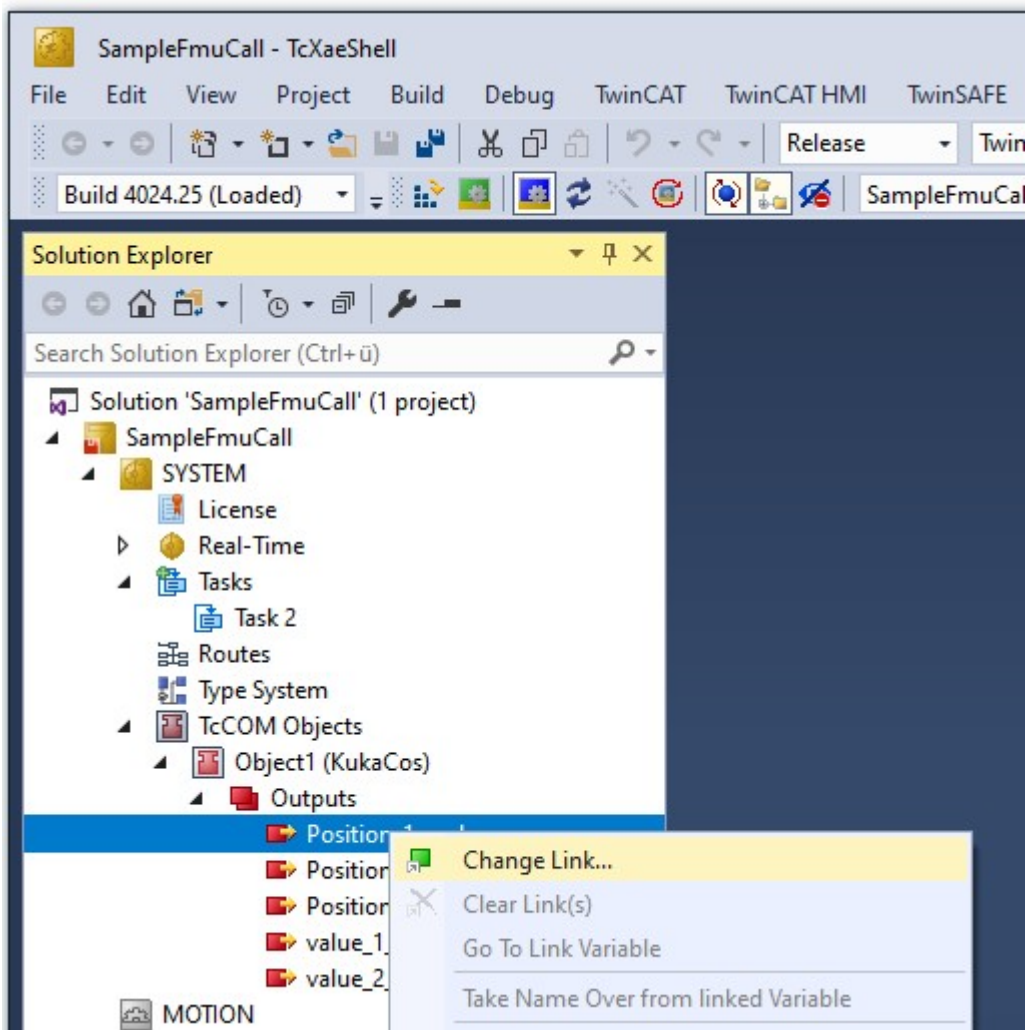 SampleFmuCall - TcXaeShell
File Edit View Project Build Debug TwinCAT TwinCAT HMI TwinSAFE
Release Twin
Build 4024.25 (Loaded) SampleFmuCal
Solution Explorer
Search Solution Explorer (Ctrl+ü)
Solution 'SampleFmuCall' (1 project)
SampleFmuCall
SYSTEM
License
Real-Time
Tasks
Task 2
Routes
Type System
TcCOM Objects
Object1 (KukaCos)
Outputs
Position
Change Link...
Position
Clear Link(s)
Position
Go To Link Variable
value_1_
value_2_
Take Name Over from linked Variable
MOTION